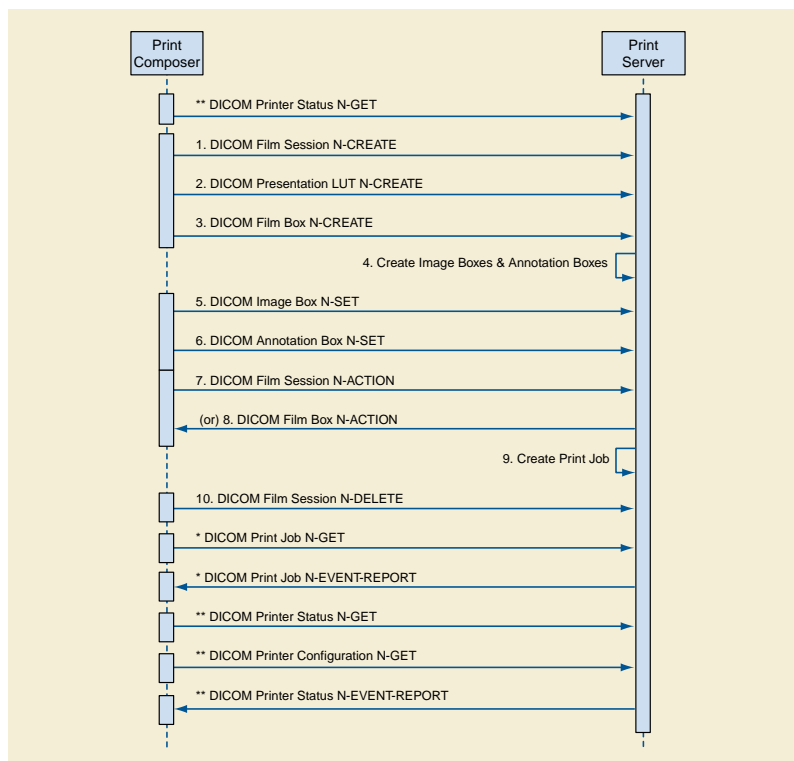 Print
Composer
Print
Server
** DICOM Printer Status N-GET
1. DICOM Film Session N-CREATE
2. DICOM Presentation LUT N-CREATE
3. DICOM Film Box N-CREATE
4. Create Image Boxes & Annotation Boxes
5. DICOM Image Box N-SET
6. DICOM Annotation Box N-SET
7. DICOM Film Session N-ACTION
(or) 8. DICOM Film Box N-ACTION
9. Create Print Job
10. DICOM Film Session N-DELETE
* DICOM Print Job N-GET
* DICOM Print Job N-EVENT-REPORT
** DICOM Printer Status N-GET
** DICOM Printer Configuration N-GET
** DICOM Printer Status N-EVENT-REPORT